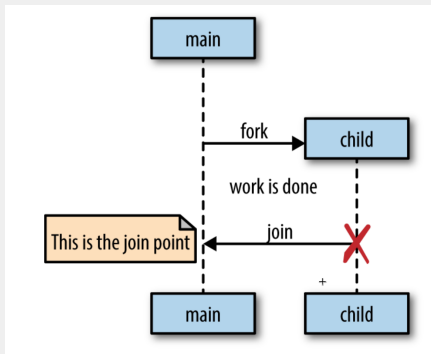 main
fork
child
work is done
This is the join point
join
+
main
child